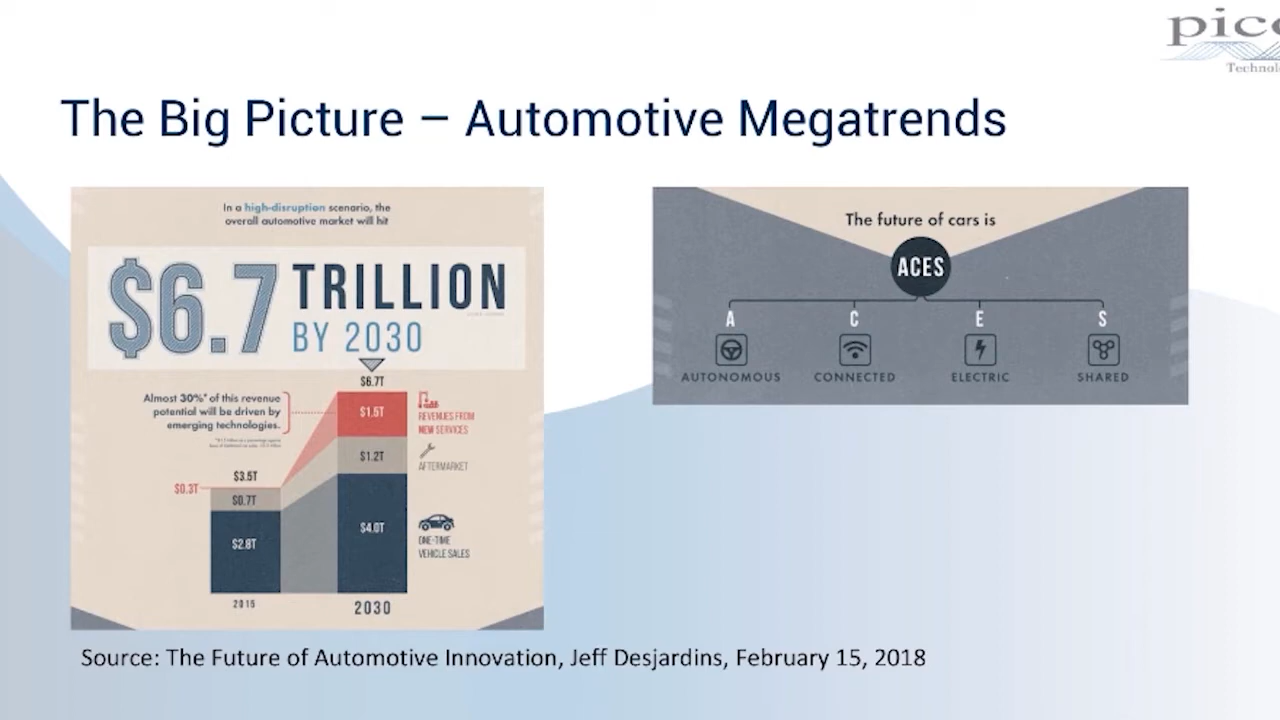 pico
Technol
The Big Picture – Automotive Megatrends
In a high-disruption scenario, the
overall automotive market will hit
$6.7 TRILLION
BY 2030
$6.7T
Almost 30%* of this revenue
potential will be driven by
emerging technologies.
$1.5T
REVENUES FROM
NEW SERVICES
$1.2T
AFTERMARKET
$3.5T
$0.3T
$0.7T
$2.8T
$4.0T
ONE-TIME
VEHICLE SALES
2015
2030
The future of cars is
ACES
A C E S
AUTONOMOUS CONNECTED ELECTRIC SHARED
Source: The Future of Automotive Innovation, Jeff Desjardins, February 15, 2018